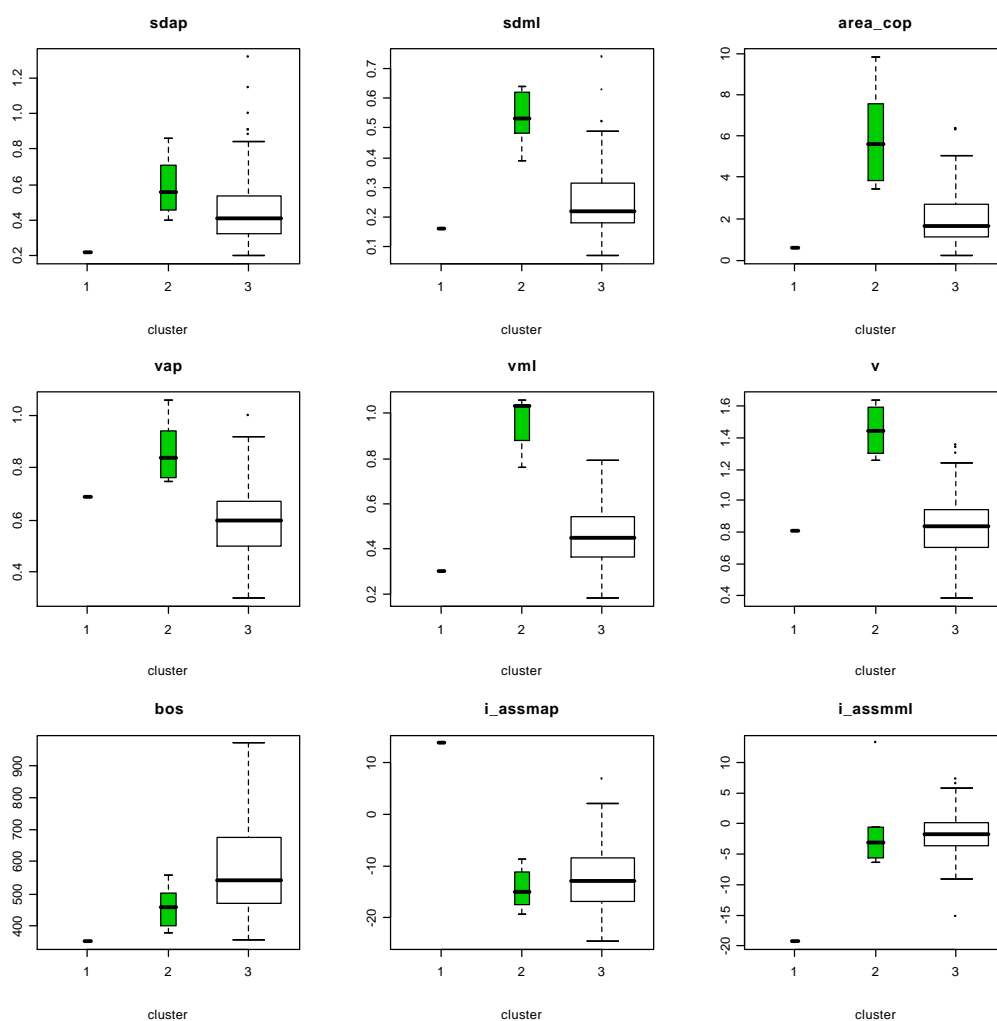 sdap sdml area_cop
0.2 0.4 0.6 0.8 1.0 1.2
0.1 0.2 0.3 0.4 0.5 0.6 0.7
0 2 4 6 8 10
1 2 3 1 2 3 1 2 3
cluster cluster cluster
vap vml v
0.4 0.6 0.8 1.0
0.2 0.4 0.6 0.8 1.0
0.4 0.6 0.8 1.0 1.2 1.4 1.6
1 2 3 1 2 3 1 2 3
cluster cluster cluster
bos i_assmap i_assmml
400 500 600 700 800 900
-20 -10 0 10
-20 -15 -10 -5 0 5 10
1 2 3 1 2 3 1 2 3
cluster cluster cluster